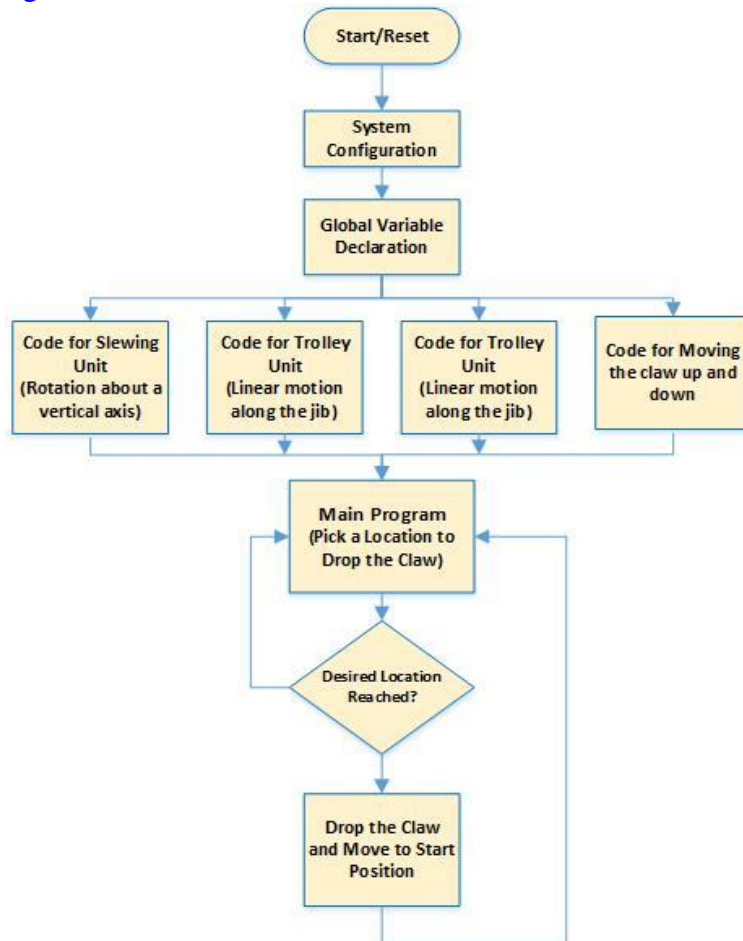 Start/Reset
System
Configuration
Global Variable
Declaration
Code for Slewing
Unit
(Rotation about a
vertical axis)
Code for Trolley
Unit
(Linear motion
along the jib)
Code for Trolley
Unit
(Linear motion
along the jib)
Code for Moving
the claw up and
down
Main Program
(Pick a Location to
Drop the Claw)
Desired Location
Reached?
Drop the Claw
and Move to Start
Position